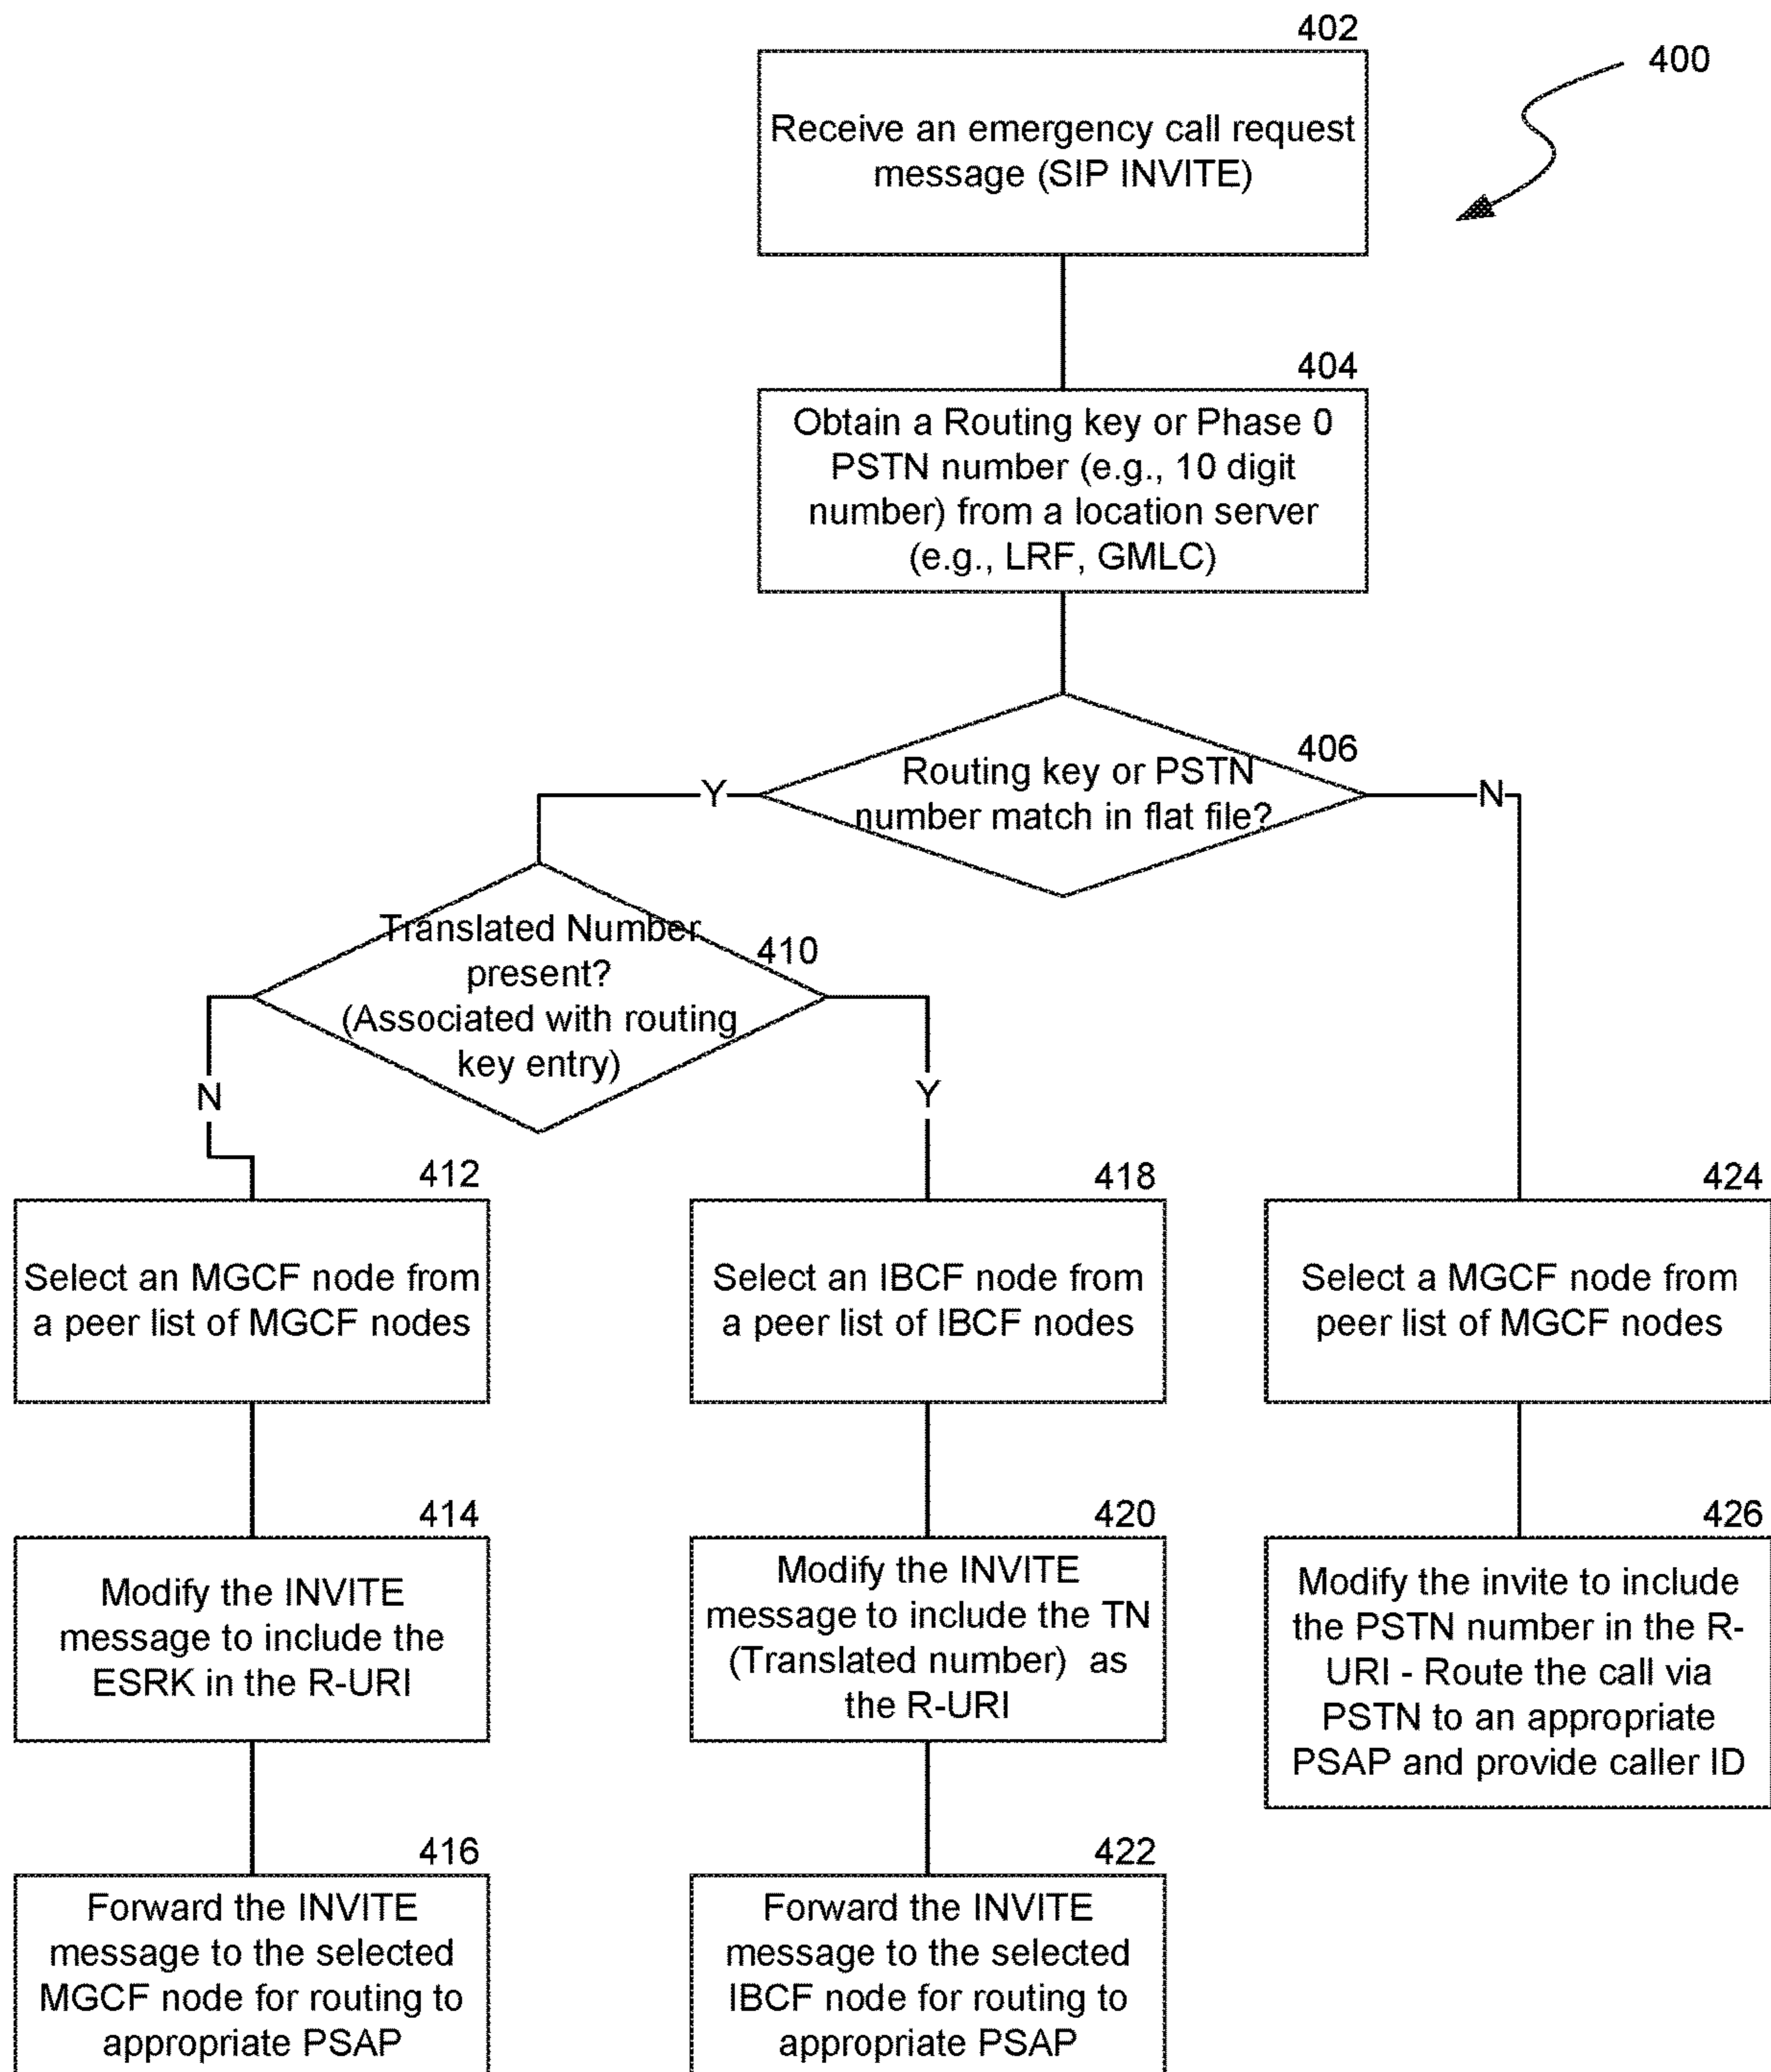 402
400
Receive an emergency call request
message (SIP INVITE)
404
Obtain a Routing key or Phase 0
PSTN number (e.g., 10 digit
number) from a location server
(e.g., LRF, GMLC)
406
Routing key or PSTN
number match in flat file?
Y
N
Translated Number
present?
(Associated with routing
key entry)
410
N
Y
412
Select an MGCF node from
a peer list of MGCF nodes
418
Select an IBCF node from
a peer list of IBCF nodes
424
Select a MGCF node from
peer list of MGCF nodes
414
Modify the INVITE
message to include the
ESRK in the R-URI
420
Modify the INVITE
message to include the TN
(Translated number) as
the R-URI
426
Modify the invite to include
the PSTN number in the R-
URI - Route the call via
PSTN to an appropriate
PSAP and provide caller ID
416
Forward the INVITE
message to the selected
MGCF node for routing to
appropriate PSAP
422
Forward the INVITE
message to the selected
IBCF node for routing to
appropriate PSAP